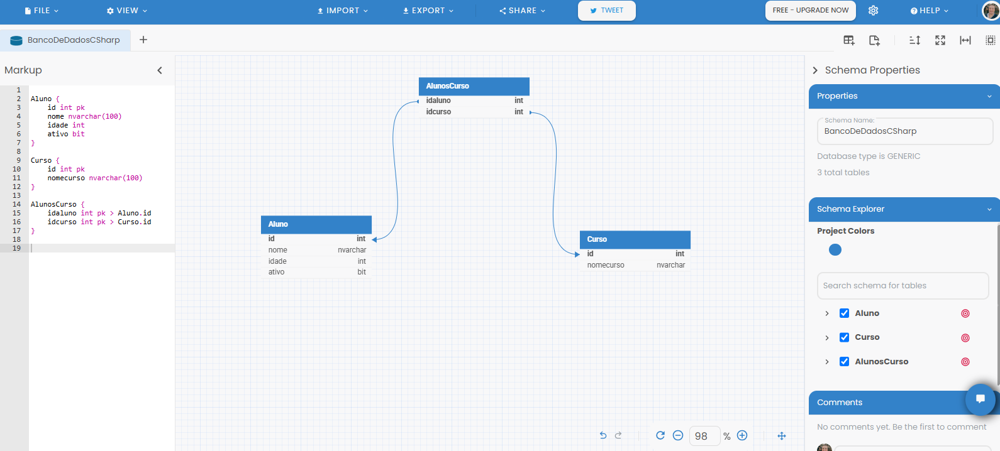 FILE VIEW IMPORT EXPORT SHARE TWEET FREE - UPGRADE NOW HELP
BancoDeDadosCSharp +
Markup
1
2 Aluno {
3 id int pk
4 nome nvarchar(100)
5 idade int
6 ativo bit
7 }
8
9 Curso {
10 id int pk
11 nomecurso nvarchar(100)
12 }
13
14 AlunosCurso {
15 idaluno int pk > Aluno.id
16 idcurso int pk > Curso.id
17 }
18
19
AlunosCurso
idaluno int
idcurso int
Aluno
id int
nome nvarchar
idade int
ativo bit
Curso
id int
nomecurso nvarchar
98 %
Schema Properties
Properties
Schema Name:
BancoDeDadosCSharp
Database type is GENERIC
3 total tables
Schema Explorer
Project Colors
Search schema for tables
Aluno
Curso
AlunosCurso
Comments
No comments yet. Be the first to comment